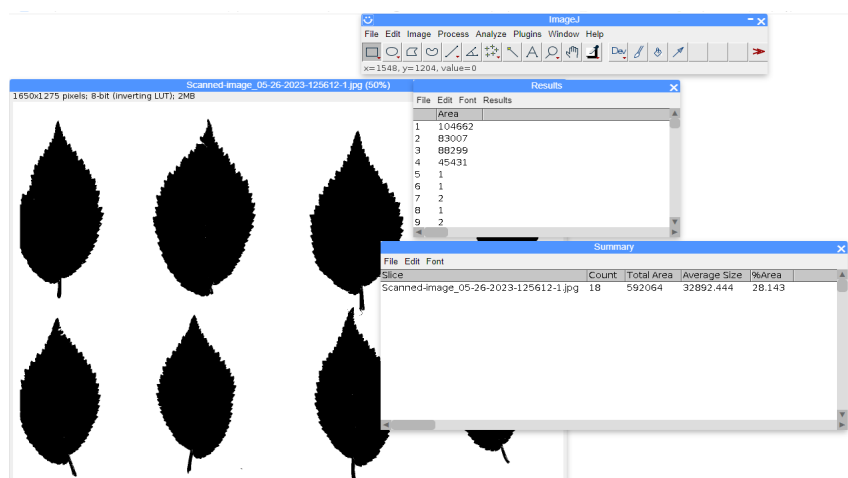 ImageJ
File Edit Image Process Analyze Plugins Window Help
Dev
x=1548, y=1204, value=0
Scanned-image_05-26-2023-125612-1.jpg (50%)
1650x1275 pixels; 8-bit (inverting LUT); 2MB
Results
File Edit Font Results
Area
1 104662
2 83007
3 88299
4 45431
5 1
6 1
7 2
8 1
9 2
Summary
File Edit Font
Slice Count Total Area Average Size %Area
Scanned-image_05-26-2023-125612-1.jpg 18 592064 32892.444 28.143